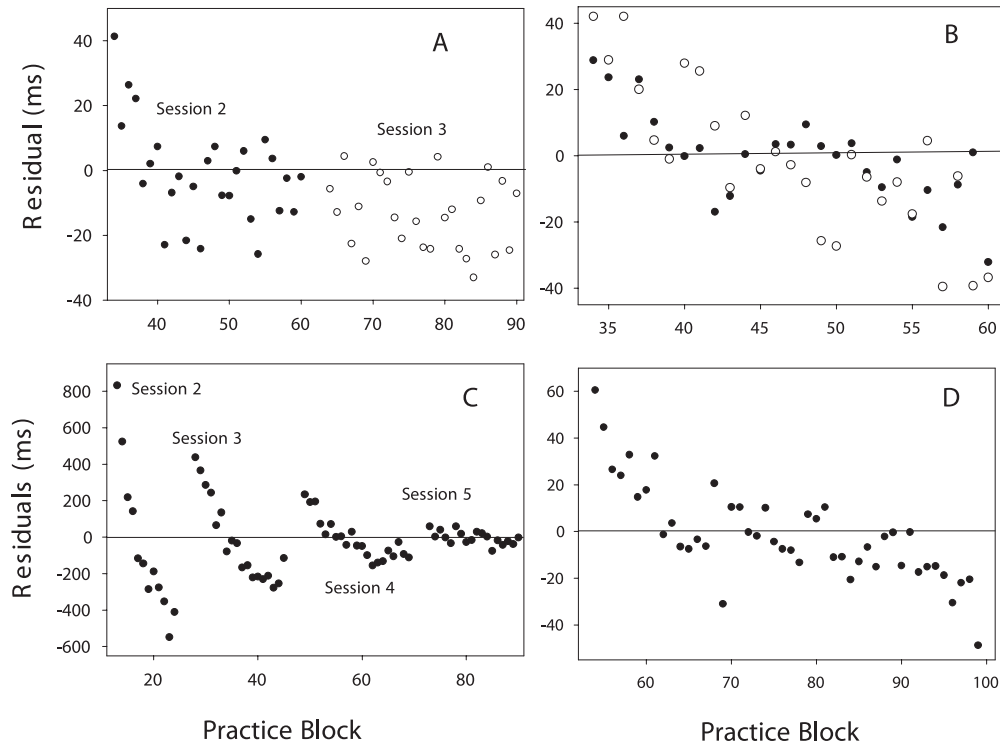 A
B
Session 2
Session 3
Residual (ms)
40
20
0
-20
-40
40 50 60 70 80 90
40
20
0
-20
-40
35 40 45 50 55 60
C
D
Session 2
Session 3
Session 5
Session 4
Residuals (ms)
800
600
400
200
0
-200
-400
-600
20 40 60 80
60
40
20
0
-20
-40
60 70 80 90 100
Practice Block
Practice Block